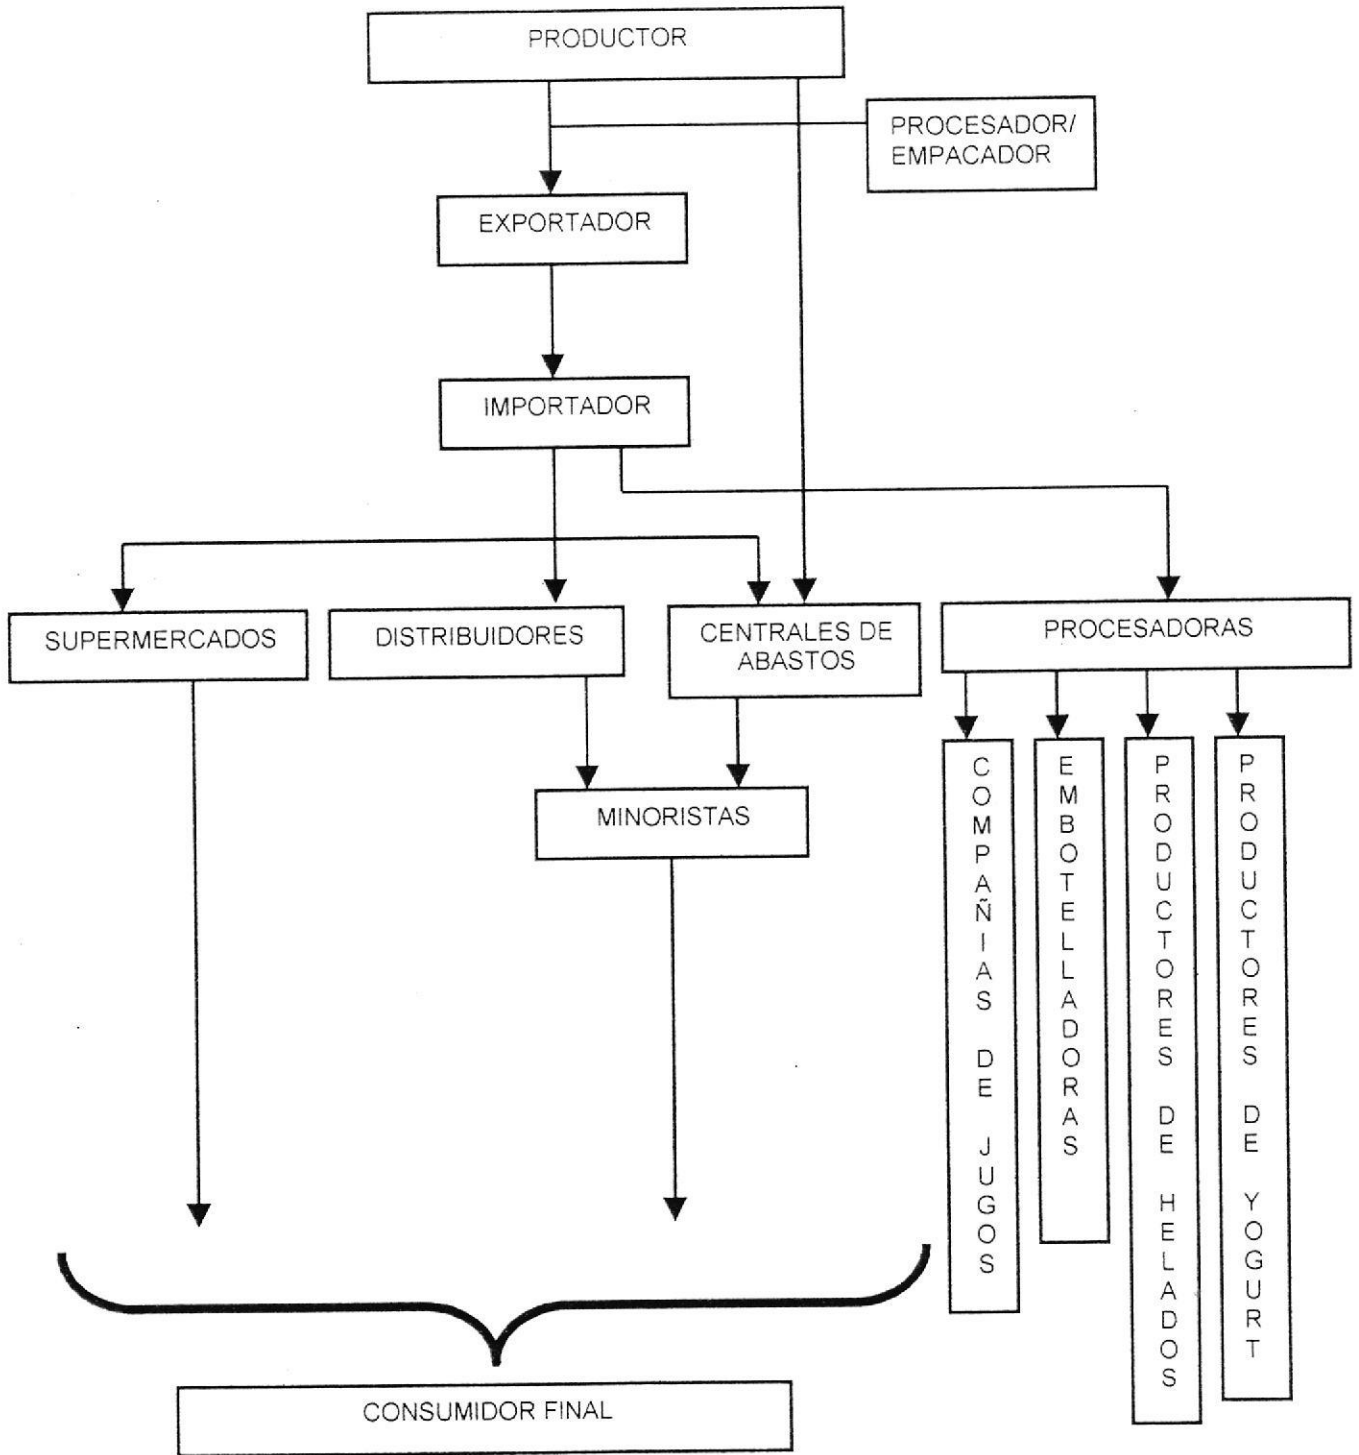 PRODUCTOR
PROCESADOR/
EMPACADOR
EXPORTADOR
IMPORTADOR
SUPERMERCADOS
DISTRIBUIDORES
CENTRALES DE
ABASTOS
PROCESADORAS
MINORISTAS
COMPAÑIAS DE JUGOS
EMBOTELLADORAS
PRODUCTORES DE HELADOS
PRODUCTORES DE YOGURT
CONSUMIDOR FINAL